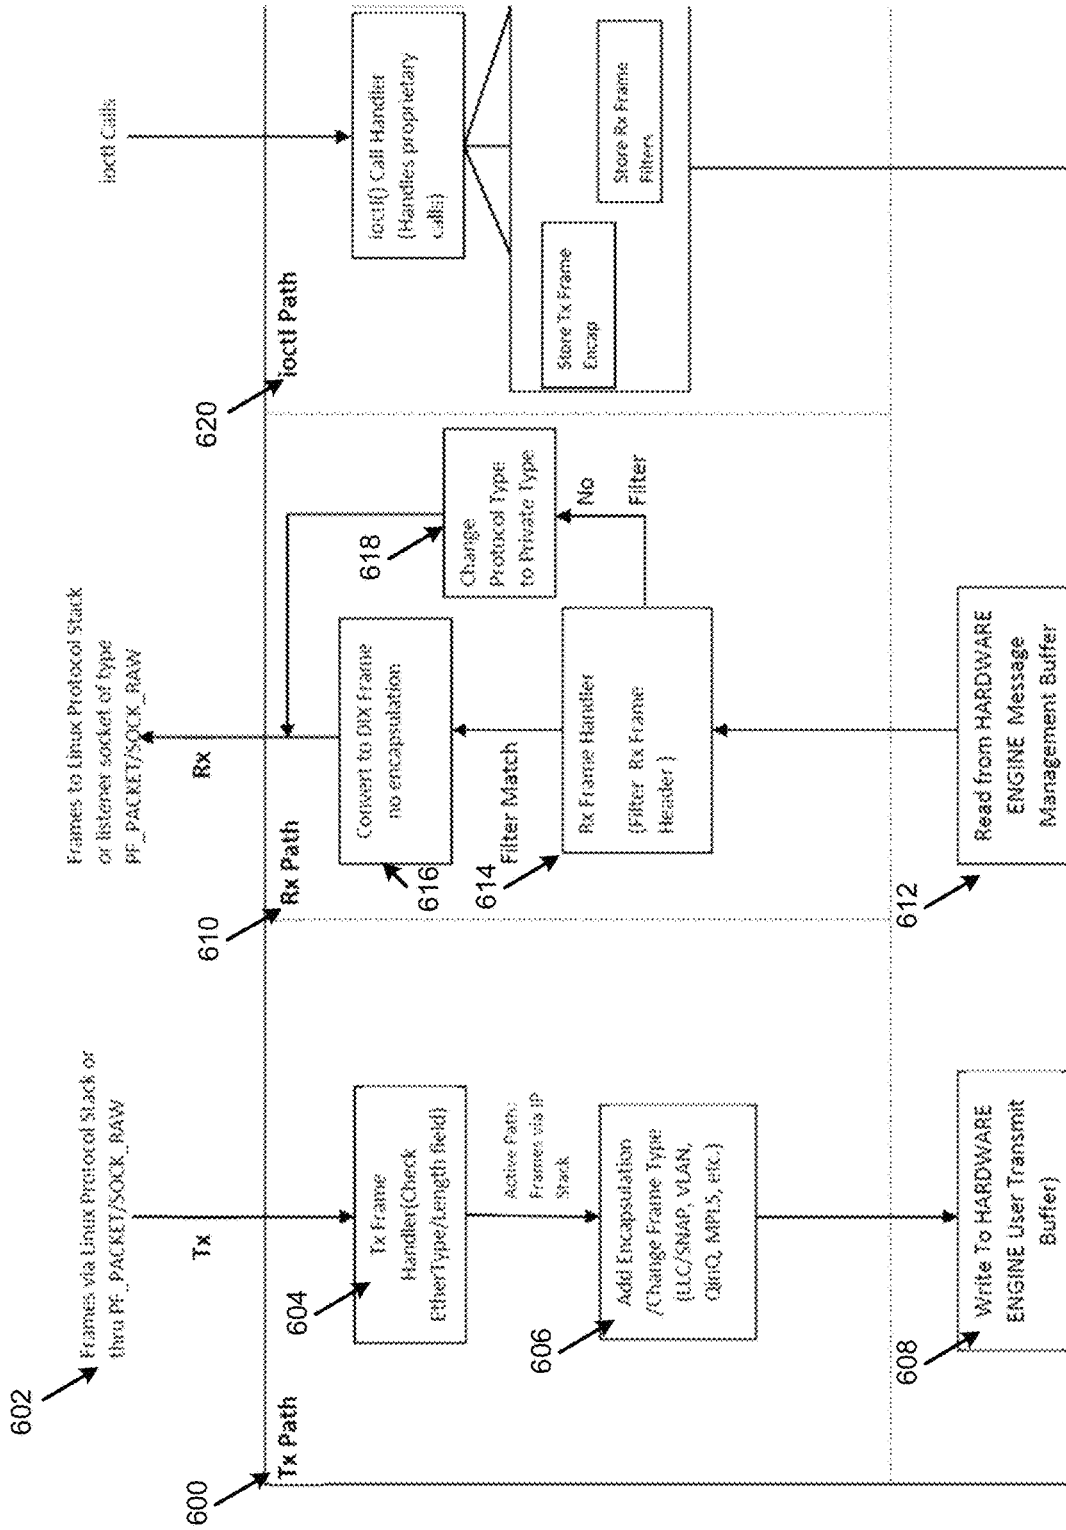 602
Frames via Linux Protocol Stack or
thru PF_PACKET/SOCK_RAW
600
Tx Path
Tx
604
Tx Frame
Handler(Check
EtherType/Length field)
Active Path:
Frames via IP
Stack
606
Add Encapsulation
/Change Frame Type
(LLC/SNAP, VLAN,
QinQ, MPLS, etc.)
608
Write To HARDWARE
ENGINE User Transmit
Buffer)
Frames to Linux Protocol Stack
or listener socket of type
PF_PACKET/SOCK_RAW
Rx
610
Rx Path
616
Convert to DIX Frame
no encapsulation
618
Change
Protocol Type
to Private Type
Filter Match
No
Filter
614
Rx Frame Handler
(Filter Rx Frame
Header )
612
Read from HARDWARE
ENGINE Message
Management Buffer
ioctl Calls
620
ioctl Path
ioctl() Call Handler
(Handles proprietary
calls)
Store Tx Frame
Encap
Store Rx Frame
Filters